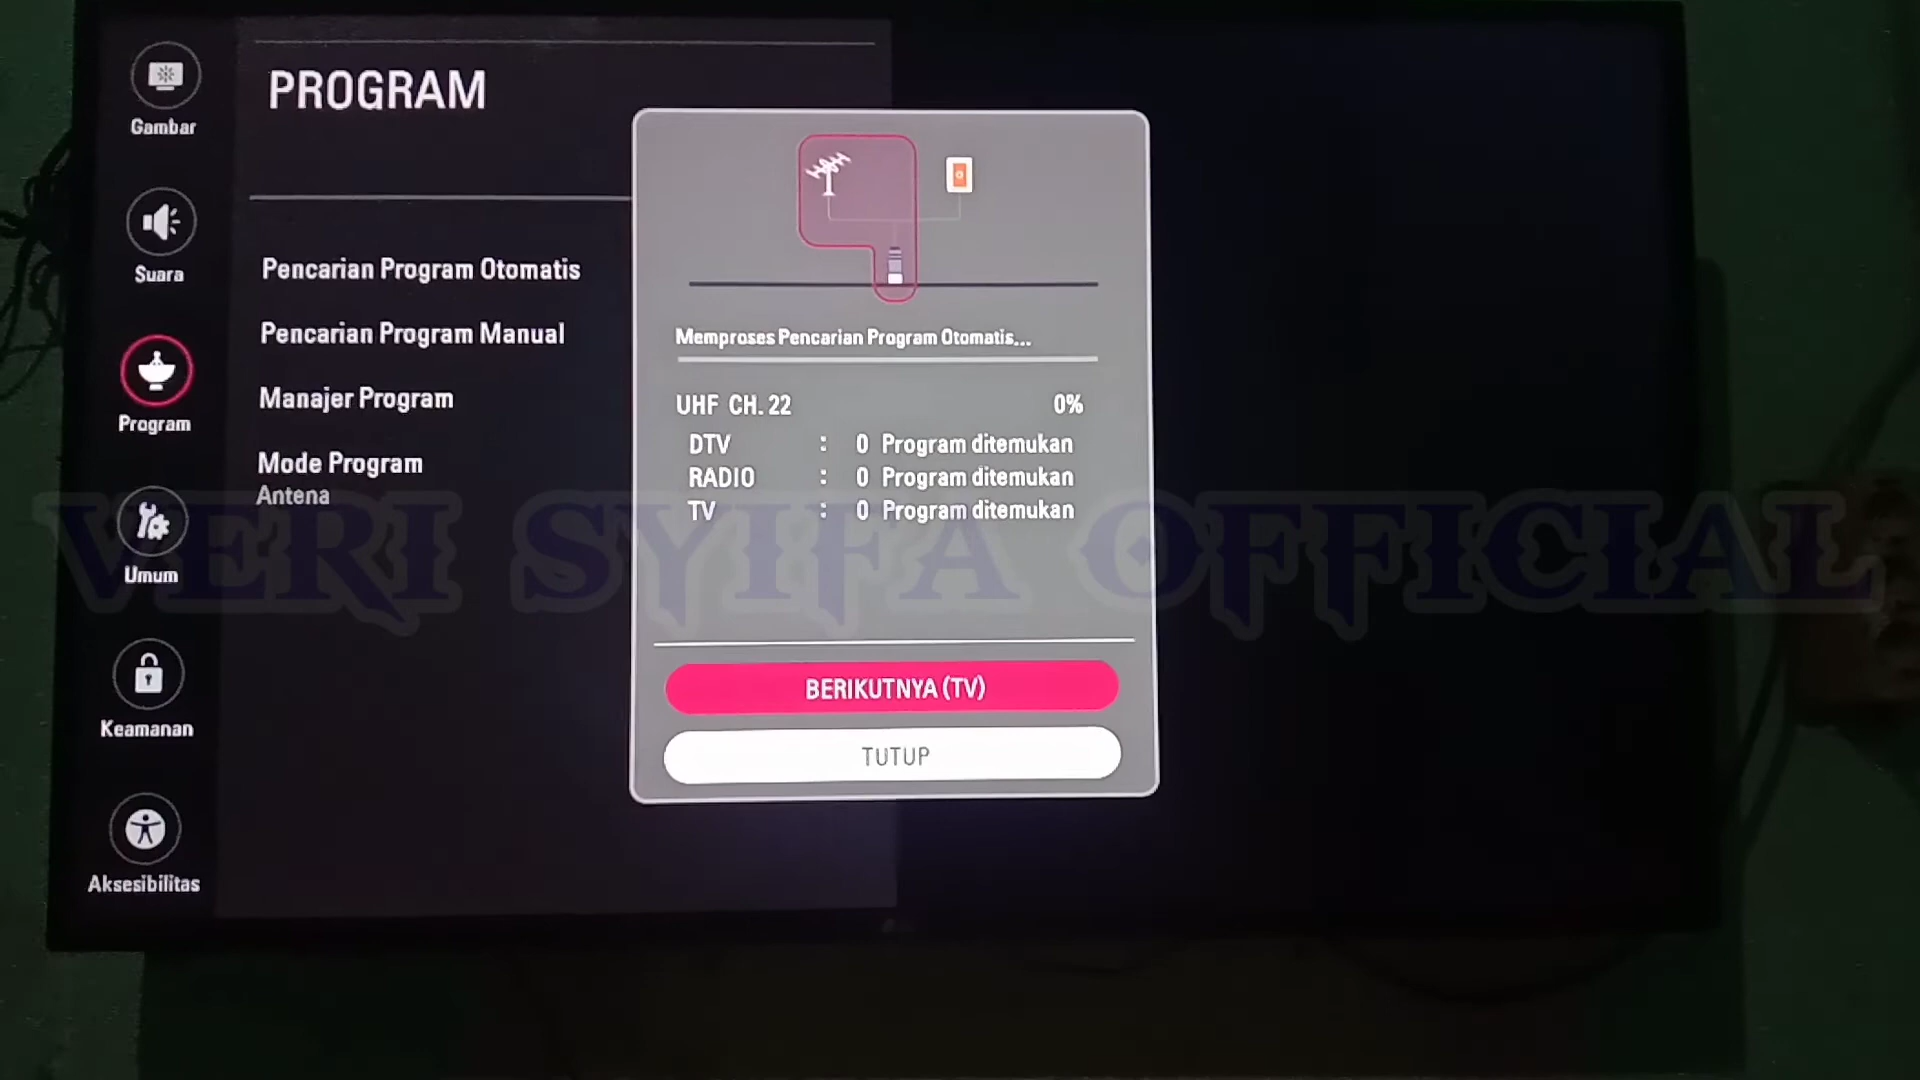 Gambar
Suara
Program
Umum
Keamanan
Aksesibilitas
PROGRAM
Pencarian Program Otomatis
Pencarian Program Manual
Manajer Program
Mode Program
Antena
Memproses Pencarian Program Otomatis...
UHF CH. 22 0%
DTV : 0 Program ditemukan
RADIO : 0 Program ditemukan
TV : 0 Program ditemukan
BERIKUTNYA (TV)
TUTUP
VERI SYIFA OFFICIAL